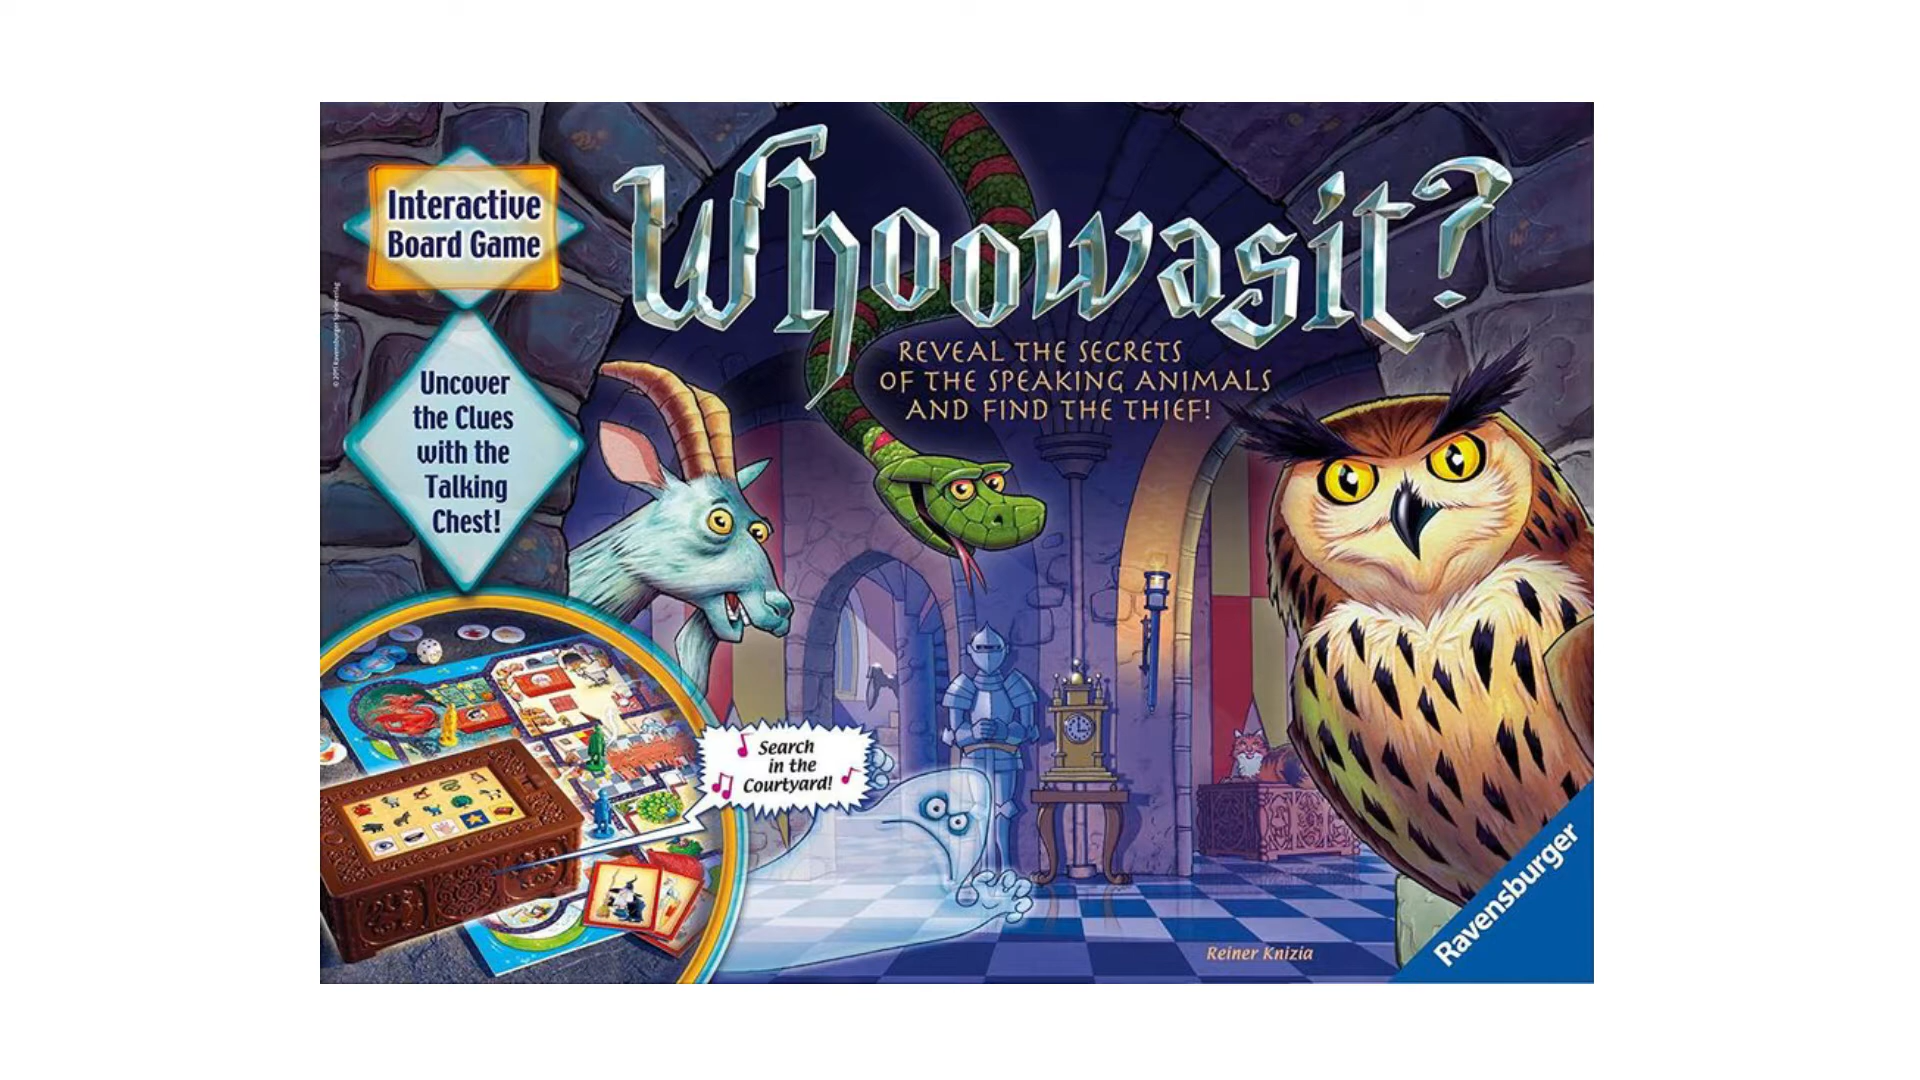 Interactive
Board Game
Whoowasit?
REVEAL THE SECRETS
OF THE SPEAKING ANIMALS
AND FIND THE THIEF!
Uncover
the Clues
with the
Talking
Chest!
Search
in the
Courtyard!
Reiner Knizia
Ravensburger